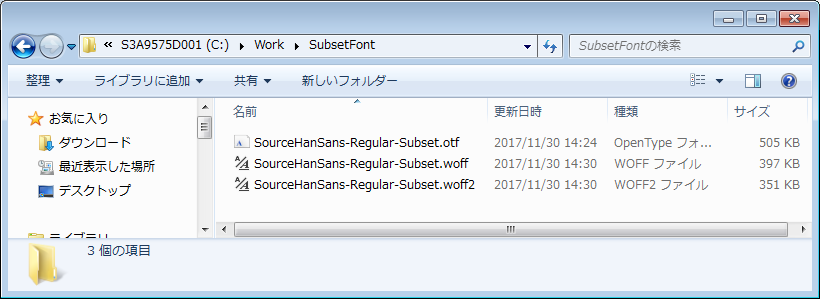 « S3A9575D001 (C:) Work SubsetFont SubsetFontの検索
整理 ライブラリに追加 共有 新しいフォルダー
お気に入り
ダウンロード
最近表示した場所
デスクトップ
ライブラリ
名前 更新日時 種類 サイズ
SourceHanSans-Regular-Subset.otf 2017/11/30 14:24 OpenType フォ... 505 KB
SourceHanSans-Regular-Subset.woff 2017/11/30 14:30 WOFF ファイル 397 KB
SourceHanSans-Regular-Subset.woff2 2017/11/30 14:30 WOFF2 ファイル 351 KB
3 個の項目